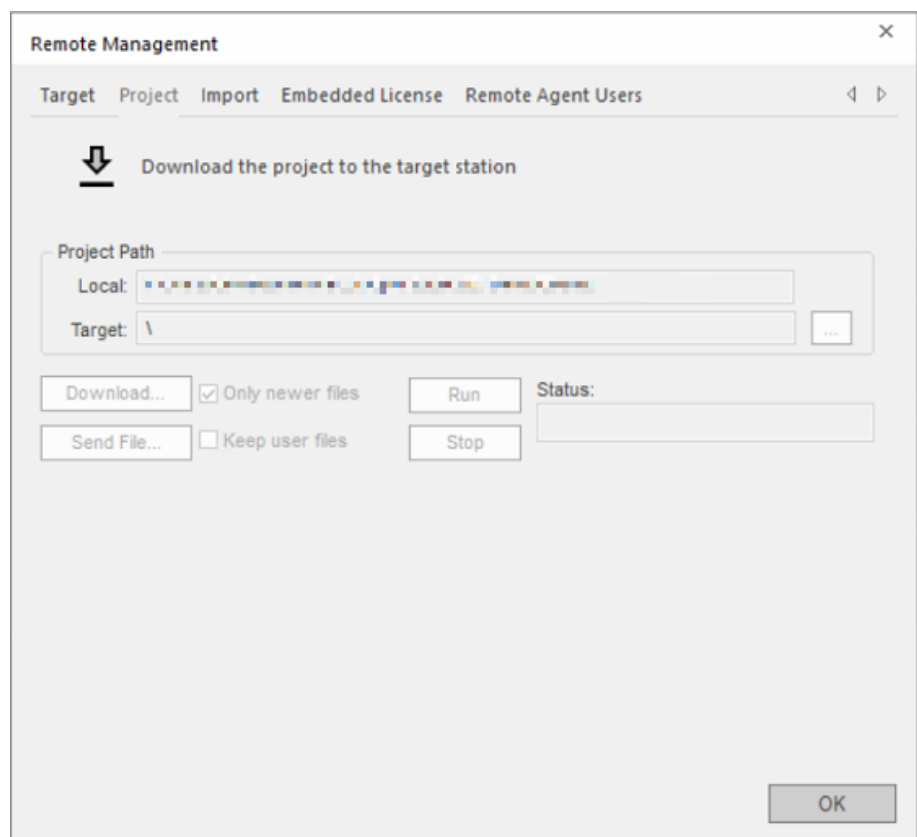 Remote Management
Target Project Import Embedded License Remote Agent Users
Download the project to the target station
Project Path
Local:
Target: \
...
Download... Only newer files Run Status:
Send File... Keep user files Stop
OK